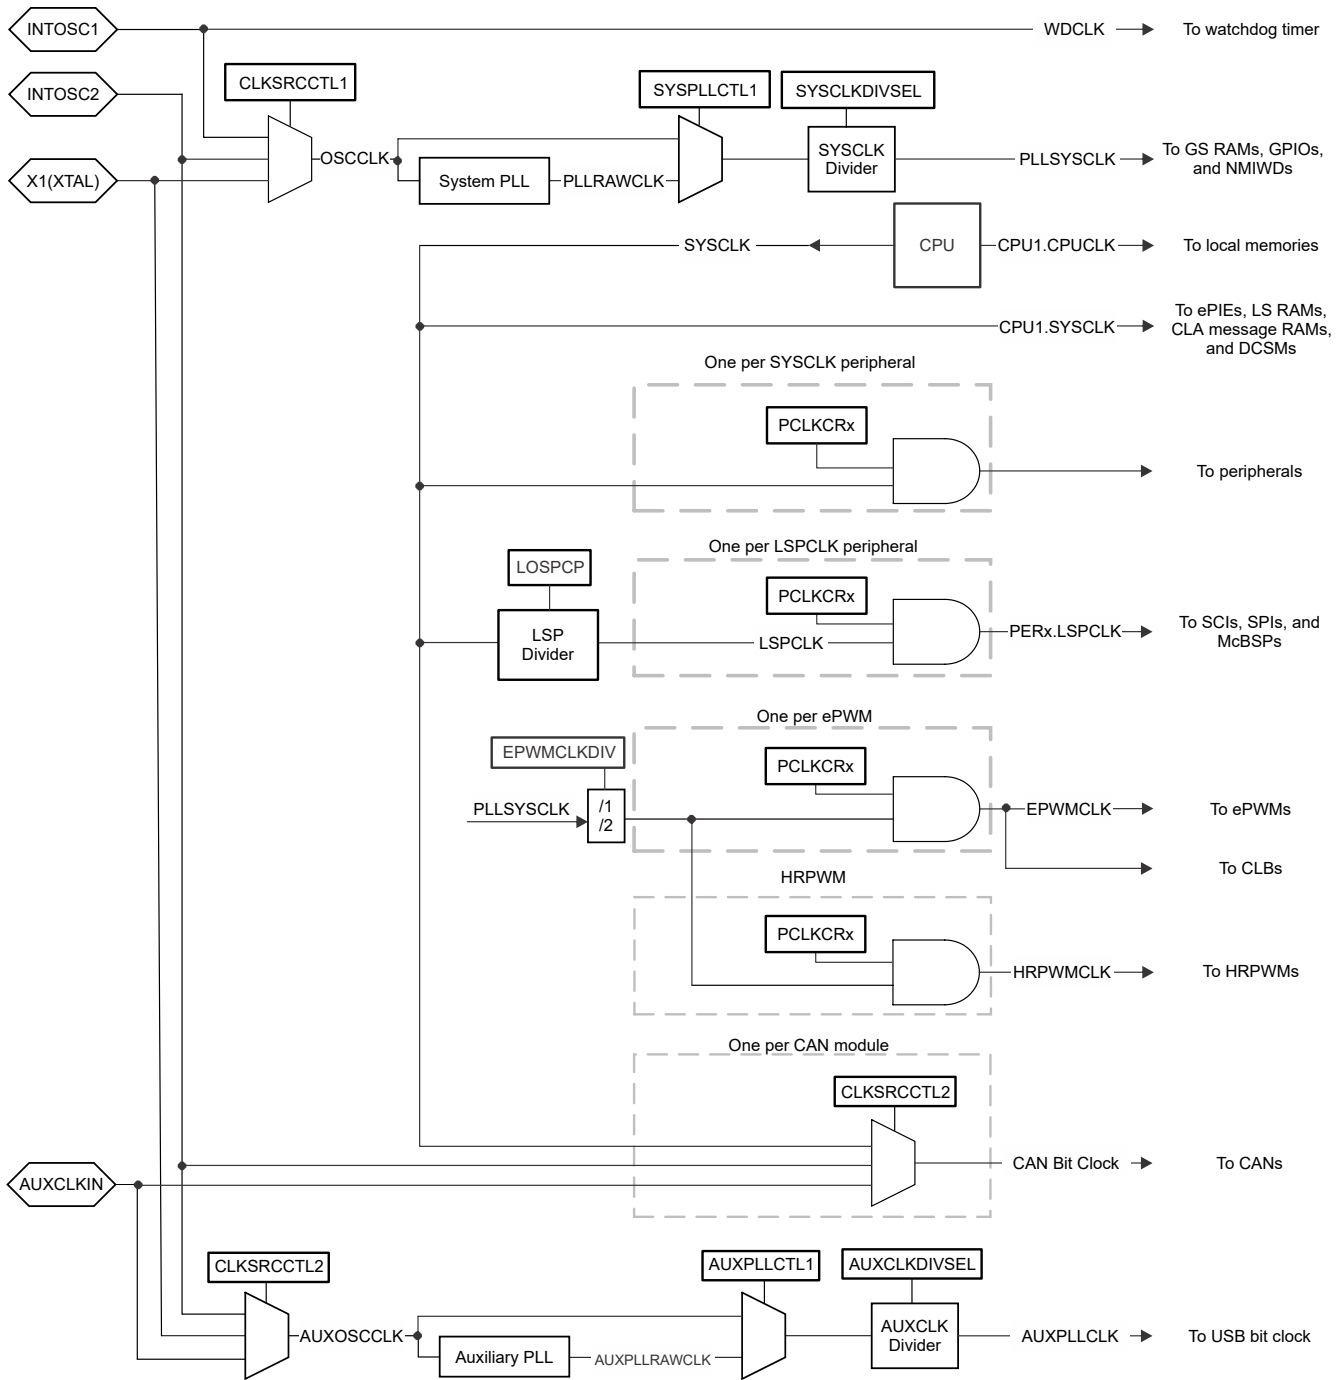 INTOSC1
WDCLK
To watchdog timer
INTOSC2
CLKSRCCTL1
SYSPLLCTL1
SYSCLKDIVSEL
X1(XTAL)
OSCCLK
System PLL
PLLRAWCLK
SYSCLK
Divider
PLLSYSCLK
To GS RAMs, GPIOs,
and NMIWDs
SYSCLK
CPU
CPU1.CPUCLK
To local memories
CPU1.SYSCLK
To ePIEs, LS RAMs,
CLA message RAMs,
and DCSMs
One per SYSCLK peripheral
PCLKCRx
To peripherals
One per LSPCLK peripheral
LOSPCP
PCLKCRx
LSP
Divider
LSPCLK
PERx.LSPCLK
To SCIs, SPIs, and
McBSPs
One per ePWM
EPWMCLKDIV
PCLKCRx
PLLSYSCLK
/1
/2
EPWMCLK
To ePWMs
To CLBs
HRPWM
PCLKCRx
HRPWMCLK
To HRPWMs
One per CAN module
CLKSRCCTL2
CAN Bit Clock
To CANs
AUXCLKIN
CLKSRCCTL2
AUXPLLCTL1
AUXCLKDIVSEL
AUXOSCCLK
Auxiliary PLL
AUXPLLRAWCLK
AUXCLK
Divider
AUXPLLCLK
To USB bit clock